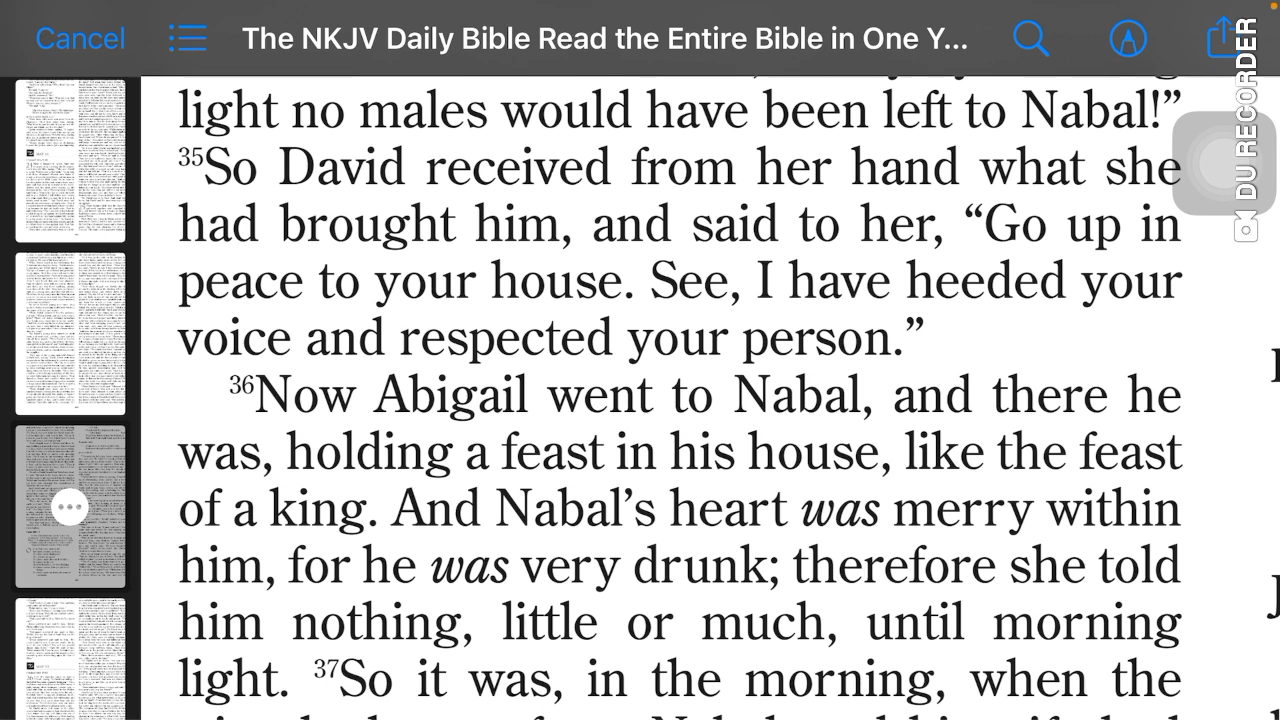 Cancel
The NKJV Daily Bible Read the Entire Bible in One Y...
DU RECORDER
light no males would have been left to Nabal!”
35So David received from her hand what she
had brought him, and said to her, “Go up in
peace to your house. See, I have heeded your
voice and respected your person.”
36Now Abigail went to Nabal, and there he
was, holding a feast in his house, like the feast
of a king. And Nabal’s heart was merry within
him, for he was very drunk; therefore she told
him nothing, little or much, until morning
light. 37So it was, in the morning, when the